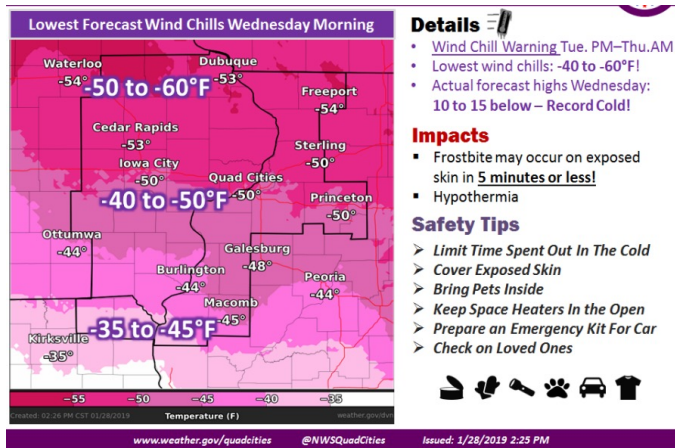 Lowest Forecast Wind Chills Wednesday Morning
Waterloo
-54°
Dubuque
-53°
-50 to -60°F
Freeport
-54°
Cedar Rapids
-53°
Sterling
-50°
Iowa City
-50°
Quad Cities
-50°
-40 to -50°F
Princeton
-50°
Ottumwa
-44°
Galesburg
-48°
Burlington
-44°
Peoria
-44°
Macomb
-45°
-35 to -45°F
Kirksville
-35°
-55 -50 -45 -40 -35
Created: 02:26 PM CST 01/28/2019
Temperature (F)
weather.gov/dvn
Details
• Wind Chill Warning Tue. PM–Thu.AM
• Lowest wind chills: -40 to -60°F!
• Actual forecast highs Wednesday:
10 to 15 below – Record Cold!
Impacts
▪ Frostbite may occur on exposed
skin in 5 minutes or less!
▪ Hypothermia
Safety Tips
➢ Limit Time Spent Out In The Cold
➢ Cover Exposed Skin
➢ Bring Pets Inside
➢ Keep Space Heaters In the Open
➢ Prepare an Emergency Kit For Car
➢ Check on Loved Ones
www.weather.gov/quadcities @NWSQuadCities Issued: 1/28/2019 2:25 PM